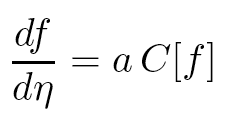 df/dη = a C[f]